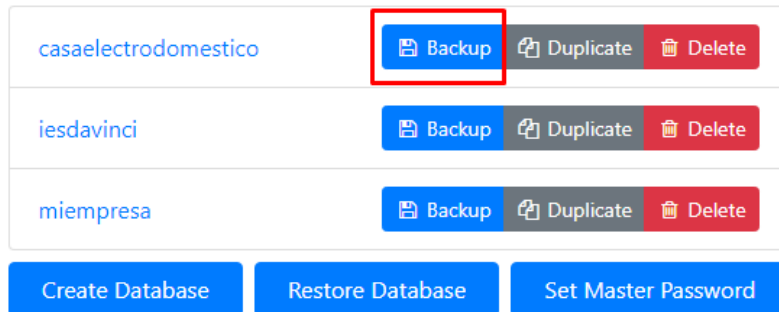 casaelectrodomestico Backup Duplicate Delete
iesdavinci Backup Duplicate Delete
miempresa Backup Duplicate Delete
Create Database Restore Database Set Master Password